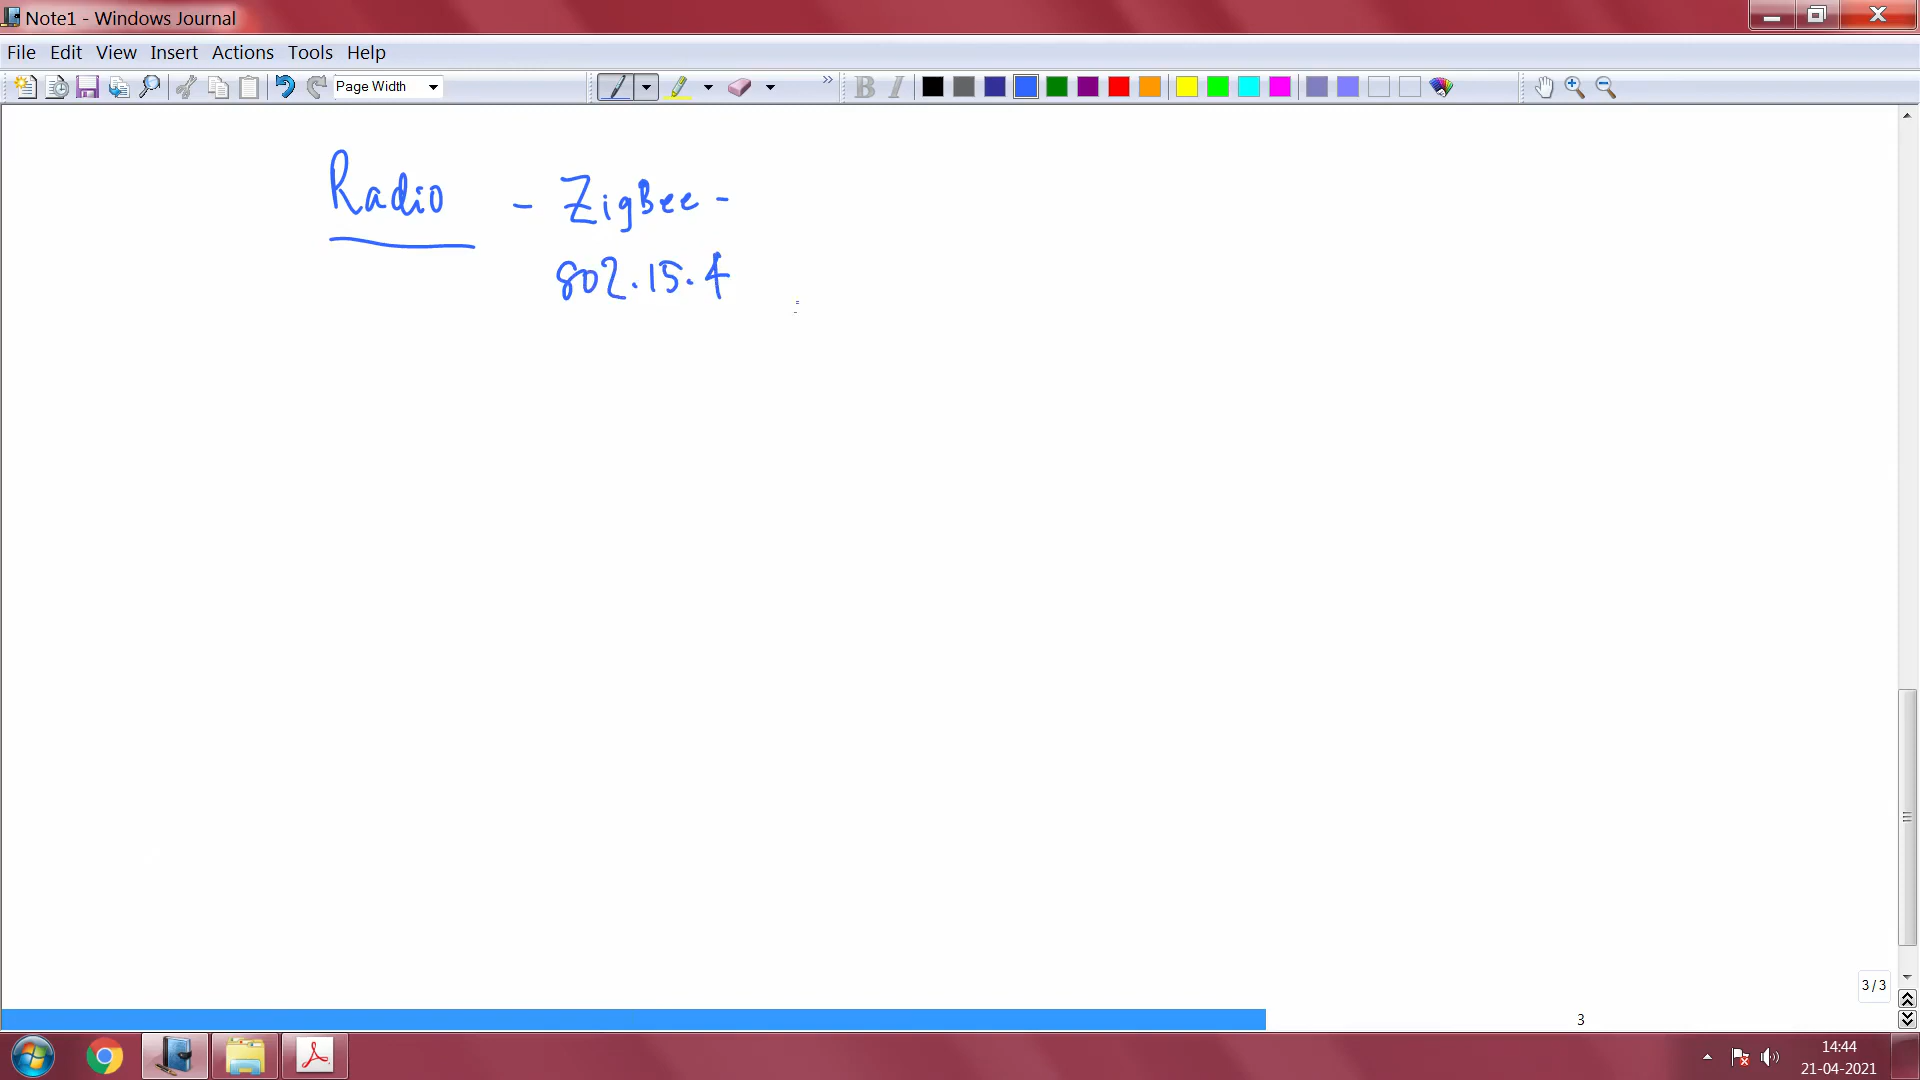 Note1 - Windows Journal
File Edit View Insert Actions Tools Help
Page Width
B I
Radio - ZigBee -
802.15.4
3 / 3
3
14:44
21-04-2021